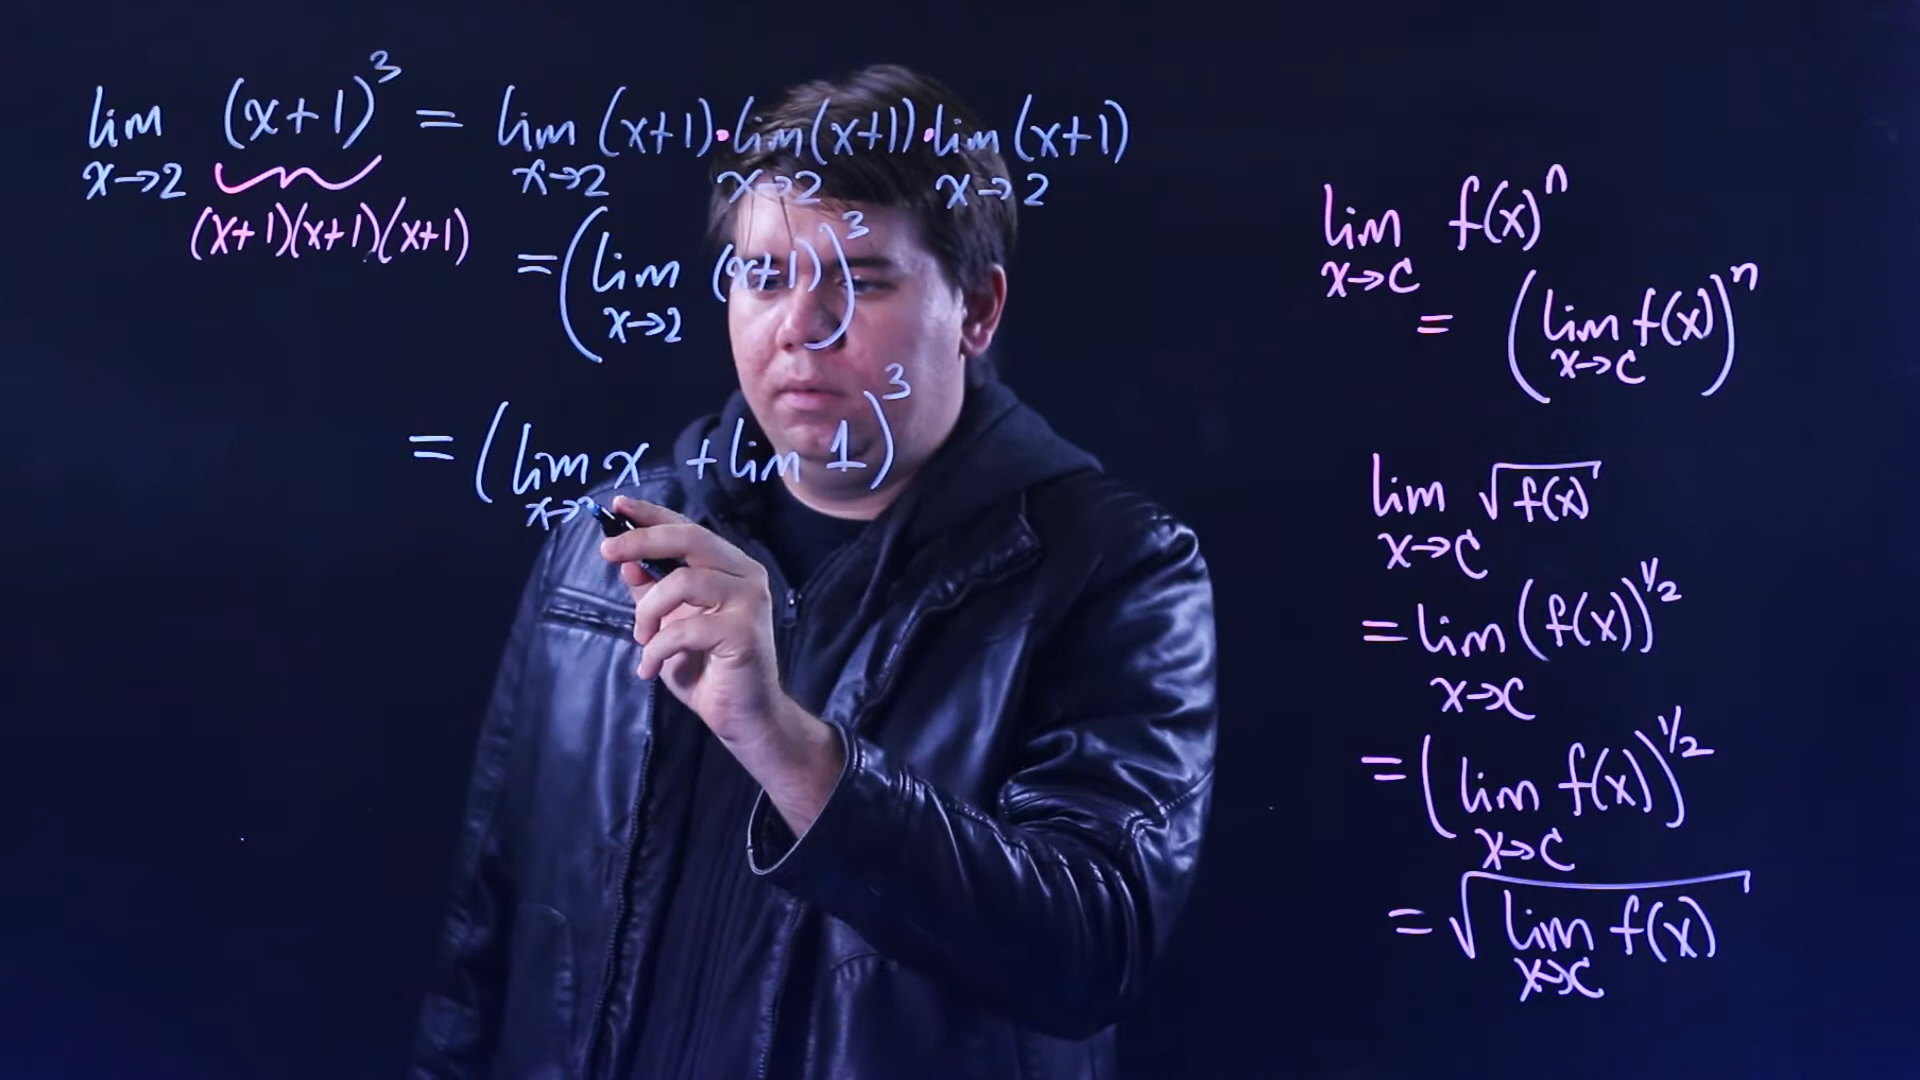 lim (x+1)³ = lim (x+1)·lim (x+1)·lim (x+1)
x→2 x→2 x→2 x→2
(x+1)(x+1)(x+1)
= (lim (x+1))³
x→2
= (lim x + lim 1)³
x→2
lim f(x)ⁿ
x→c
= (lim f(x))ⁿ
x→c
lim √f(x)
x→c
= lim (f(x))^1/2
x→c
= (lim f(x))^1/2
x→c
= √lim f(x)
x→c